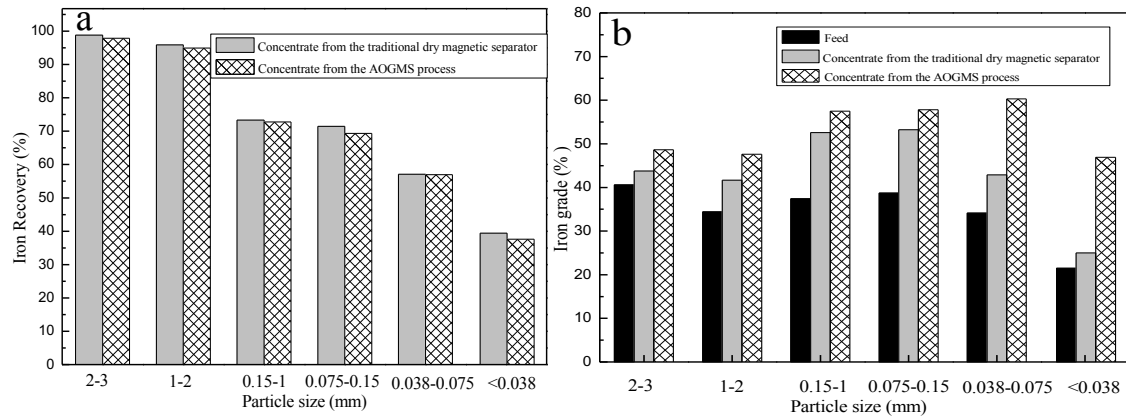 a
Iron Recovery (%)
100
90
80
70
60
50
40
30
20
10
0
Concentrate from the traditional dry magnetic separator
Concentrate from the AOGMS process
2-3 1-2 0.15-1 0.075-0.15 0.038-0.075 <0.038
Particle size (mm)
b
Iron grade (% )
80
70
60
50
40
30
20
10
0
Feed
Concentrate from the traditional dry magnetic separator
Concentrate from the AOGMS process
2-3 1-2 0.15-1 0.075-0.15 0.038-0.075 <0.038
Particle size (mm)